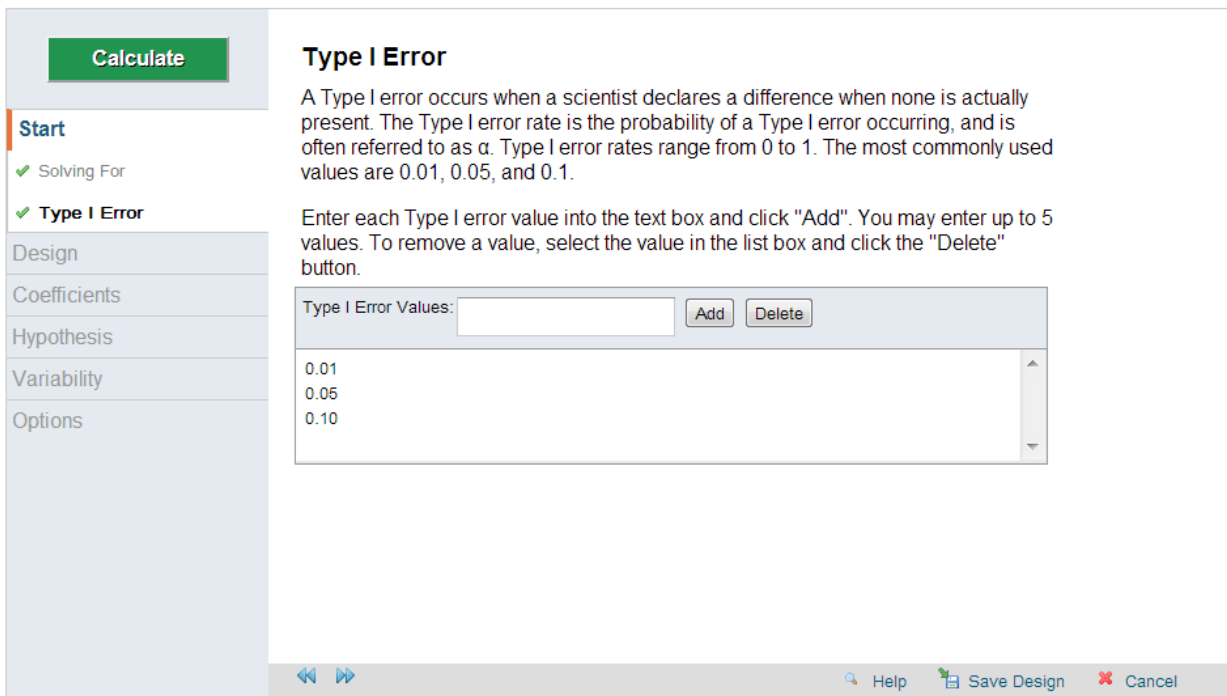 Calculate
Start
Solving For
Type I Error
Design
Coefficients
Hypothesis
Variability
Options
Type I Error
A Type I error occurs when a scientist declares a difference when none is actually
present. The Type I error rate is the probability of a Type I error occurring, and is
often referred to as α. Type I error rates range from 0 to 1. The most commonly used
values are 0.01, 0.05, and 0.1.
Enter each Type I error value into the text box and click "Add". You may enter up to 5
values. To remove a value, select the value in the list box and click the "Delete"
button.
Type I Error Values: Add Delete
0.01
0.05
0.10
Help Save Design Cancel